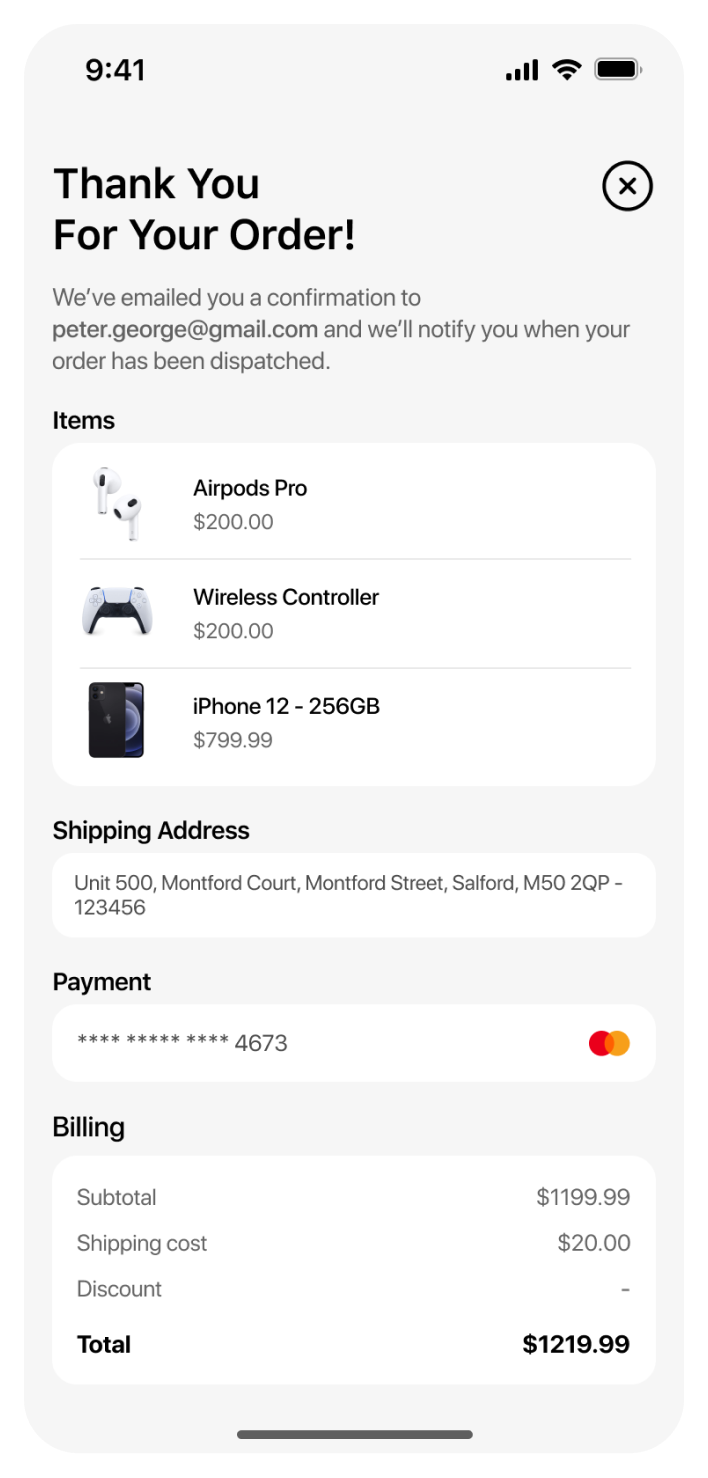 9:41
Thank You
For Your Order!
We’ve emailed you a confirmation to
peter.george@gmail.com and we’ll notify you when your
order has been dispatched.
Items
Airpods Pro
$200.00
Wireless Controller
$200.00
iPhone 12 - 256GB
$799.99
Shipping Address
Unit 500, Montford Court, Montford Street, Salford, M50 2QP -
123456
Payment
**** ***** **** 4673
Billing
Subtotal $1199.99
Shipping cost $20.00
Discount -
Total $1219.99